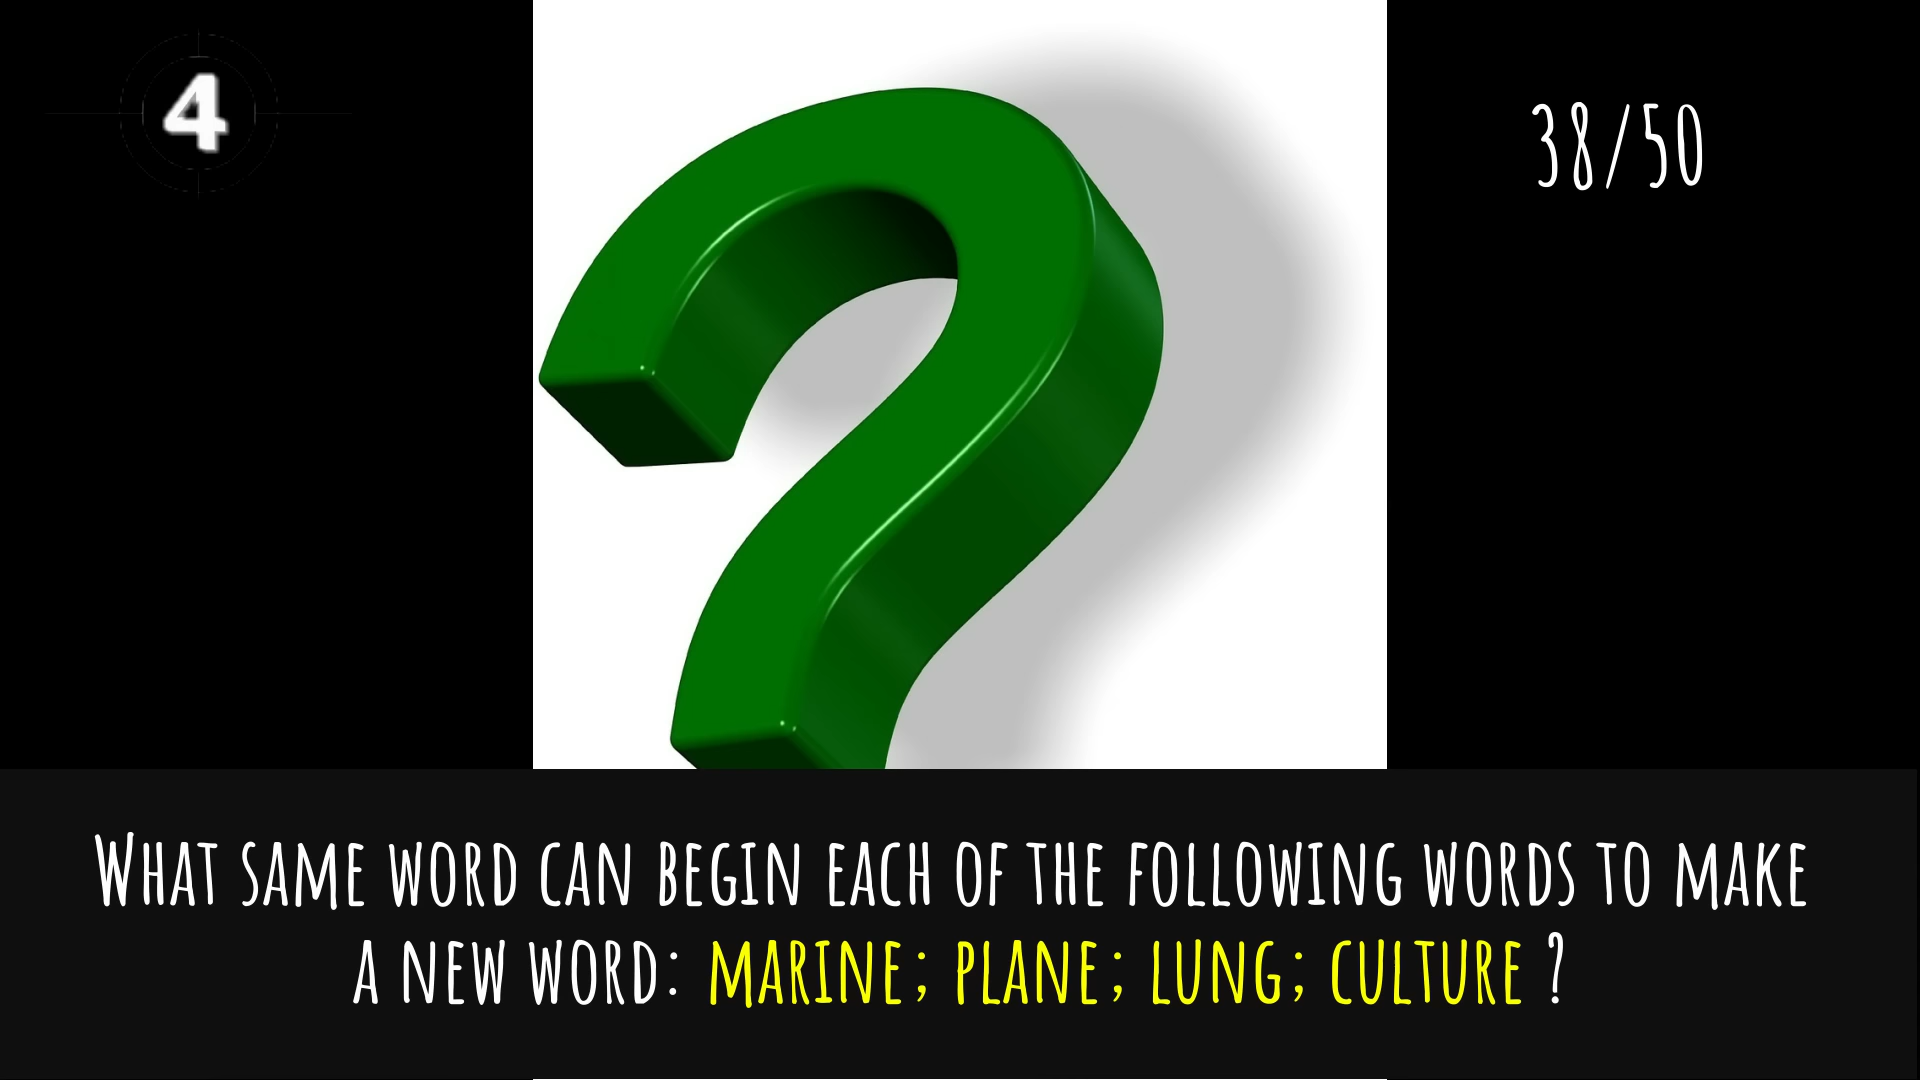 4
38/50
What same word can begin each of the following words to make
a new word: marine; plane; lung; culture ?